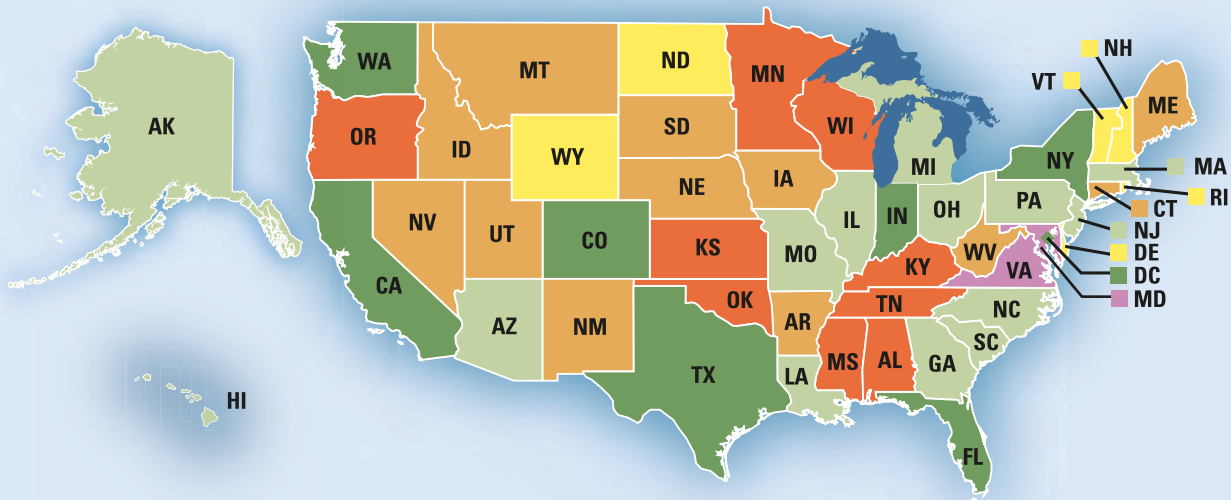 NH
WA
ND
VT
MT
MN
ME
AK
OR
SD
WI
ID
WY
NY
MI
MA
NE
IA
PA
RI
NV
UT
CO
IL
IN
OH
CT
KS
MO
NJ
WV
VA
DE
KY
DC
CA
OK
TN
MD
AZ
NM
AR
NC
SC
TX
LA
MS
AL
GA
HI
FL